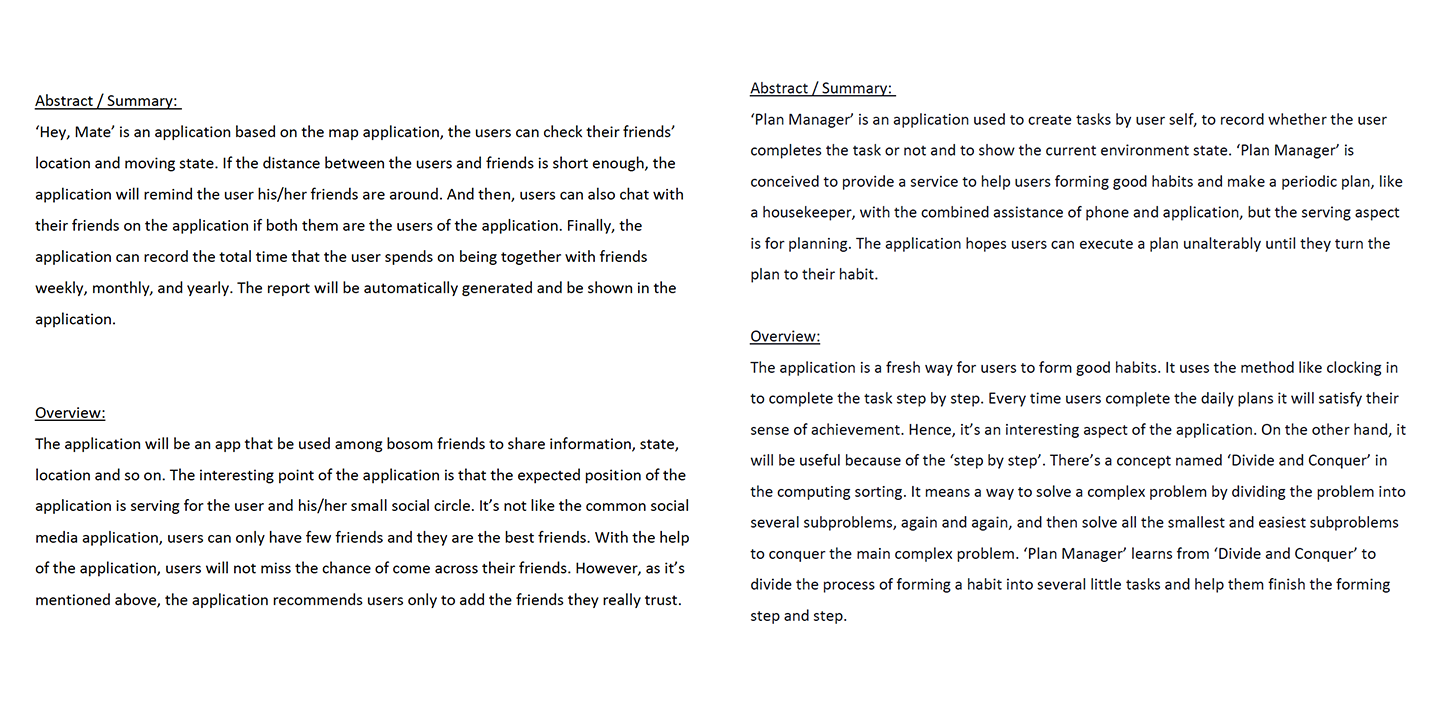 Abstract / Summary:
‘Hey, Mate’ is an application based on the map application, the users can check their friends’
location and moving state. If the distance between the users and friends is short enough, the
application will remind the user his/her friends are around. And then, users can also chat with
their friends on the application if both them are the users of the application. Finally, the
application can record the total time that the user spends on being together with friends
weekly, monthly, and yearly. The report will be automatically generated and be shown in the
application.
Overview:
The application will be an app that be used among bosom friends to share information, state,
location and so on. The interesting point of the application is that the expected position of the
application is serving for the user and his/her small social circle. It’s not like the common social
media application, users can only have few friends and they are the best friends. With the help
of the application, users will not miss the chance of come across their friends. However, as it’s
mentioned above, the application recommends users only to add the friends they really trust.
Abstract / Summary:
‘Plan Manager’ is an application used to create tasks by user self, to record whether the user
completes the task or not and to show the current environment state. ‘Plan Manager’ is
conceived to provide a service to help users forming good habits and make a periodic plan, like
a housekeeper, with the combined assistance of phone and application, but the serving aspect
is for planning. The application hopes users can execute a plan unalterably until they turn the
plan to their habit.
Overview:
The application is a fresh way for users to form good habits. It uses the method like clocking in
to complete the task step by step. Every time users complete the daily plans it will satisfy their
sense of achievement. Hence, it’s an interesting aspect of the application. On the other hand, it
will be useful because of the ‘step by step’. There’s a concept named ‘Divide and Conquer’ in
the computing sorting. It means a way to solve a complex problem by dividing the problem into
several subproblems, again and again, and then solve all the smallest and easiest subproblems
to conquer the main complex problem. ‘Plan Manager’ learns from ‘Divide and Conquer’ to
divide the process of forming a habit into several little tasks and help them finish the forming
step and step.